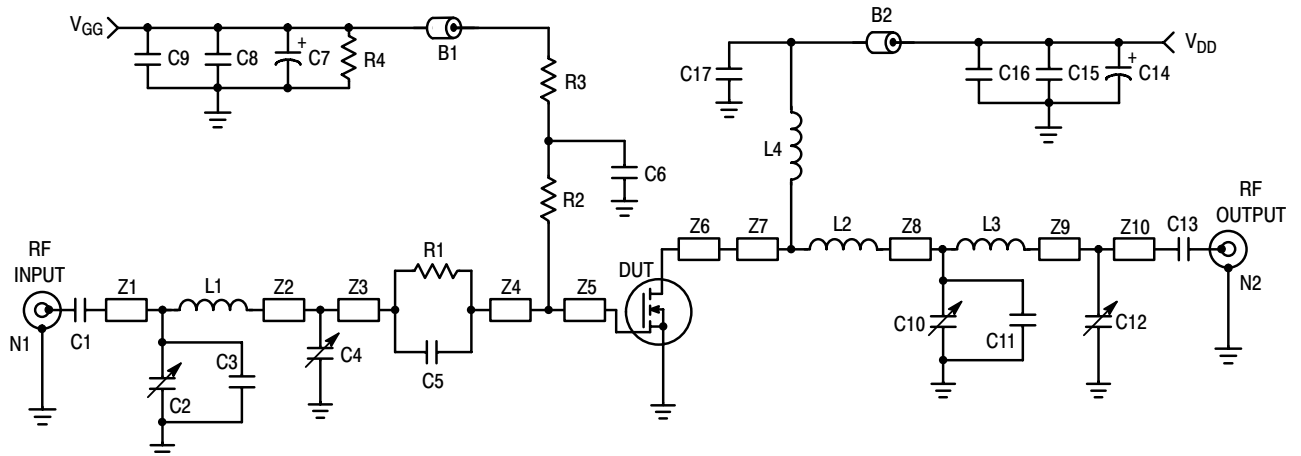 VGG
C9
C8
+
C7
R4
B1
R3
C6
R2
B2
VDD
C17
C16
C15
+
C14
L4
RF
INPUT
N1
C1
Z1
L1
Z2
Z3
R1
C5
Z4
Z5
DUT
C2
C3
C4
Z6
Z7
L2
Z8
L3
Z9
Z10
C13
RF
OUTPUT
N2
C10
C11
C12